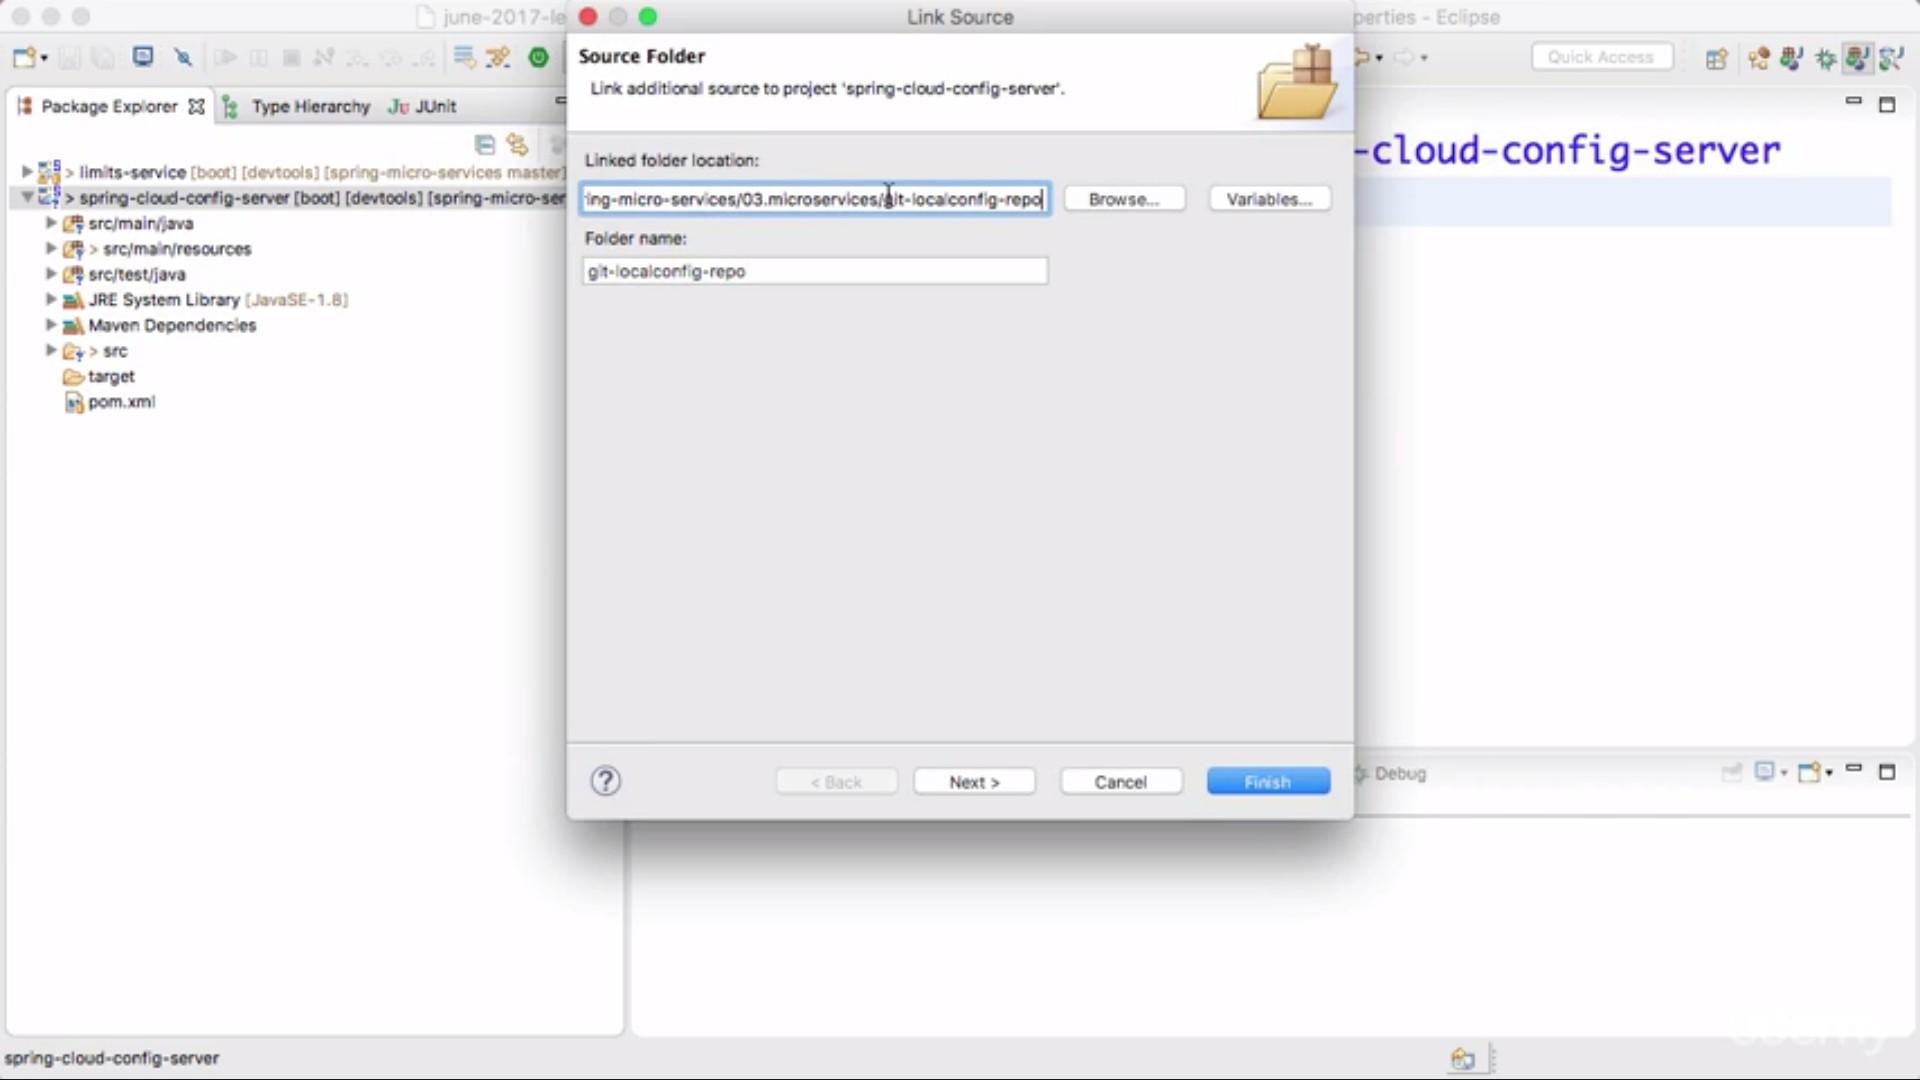 june-2017-le
Link Source
perties - Eclipse
Source Folder
Link additional source to project 'spring-cloud-config-server'.
Quick Access
Package Explorer
Type Hierarchy
JUnit
limits-service [boot] [devtools] [spring-micro-services master]
> spring-cloud-config-server [boot] [devtools] [spring-micro-ser
src/main/java
> src/main/resources
src/test/java
JRE System Library [JavaSE-1.8]
Maven Dependencies
> src
target
pom.xml
-cloud-config-server
Linked folder location:
ing-micro-services/03.microservices/git-localconfig-repo
Browse...
Variables...
Folder name:
git-localconfig-repo
< Back
Next >
Cancel
Finish
Debug
spring-cloud-config-server
udemy